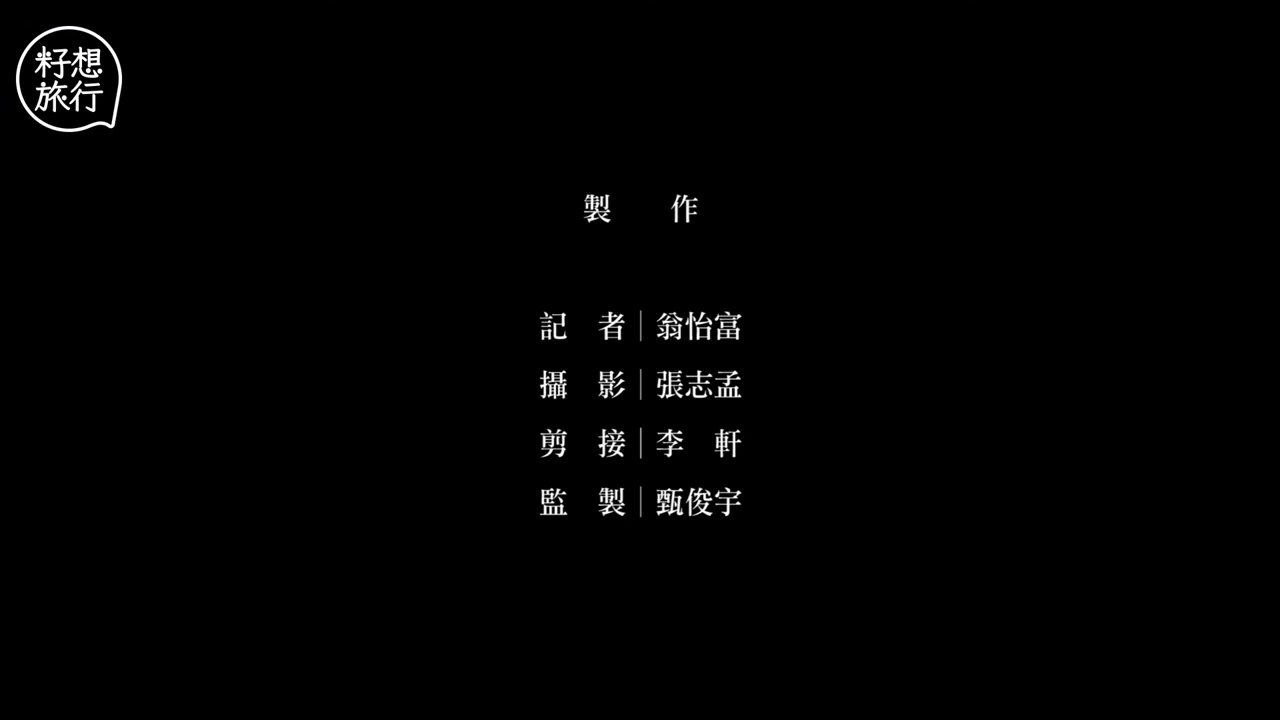 籽想
旅行
製　　作
記　者｜翁怡富
攝　影｜張志孟
剪　接｜李　軒
監　製｜甄俊宇